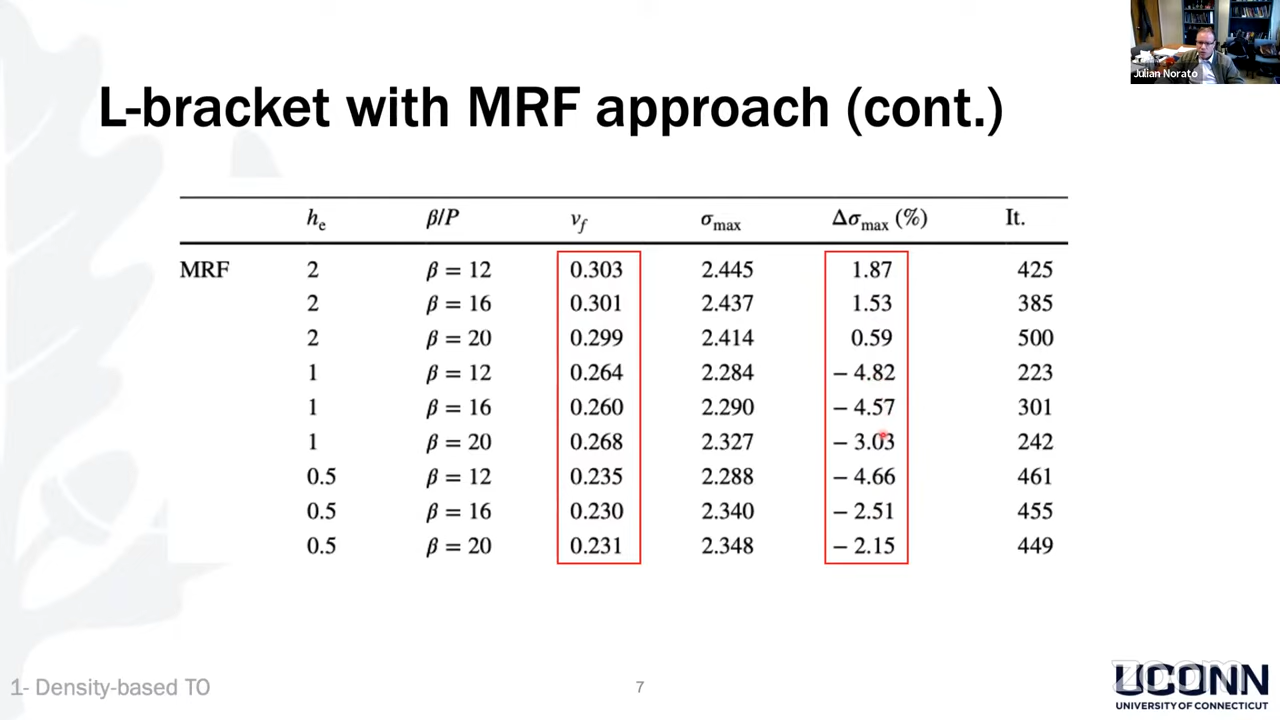 Julian Norato
L-bracket with MRF approach (cont.)
he β/P vf σmax Δσmax (%) It.
MRF 2 β = 12 0.303 2.445 1.87 425
2 β = 16 0.301 2.437 1.53 385
2 β = 20 0.299 2.414 0.59 500
1 β = 12 0.264 2.284 − 4.82 223
1 β = 16 0.260 2.290 − 4.57 301
1 β = 20 0.268 2.327 − 3.03 242
0.5 β = 12 0.235 2.288 − 4.66 461
0.5 β = 16 0.230 2.340 − 2.51 455
0.5 β = 20 0.231 2.348 − 2.15 449
1- Density-based TO
7
zoom
UCONN
UNIVERSITY OF CONNECTICUT